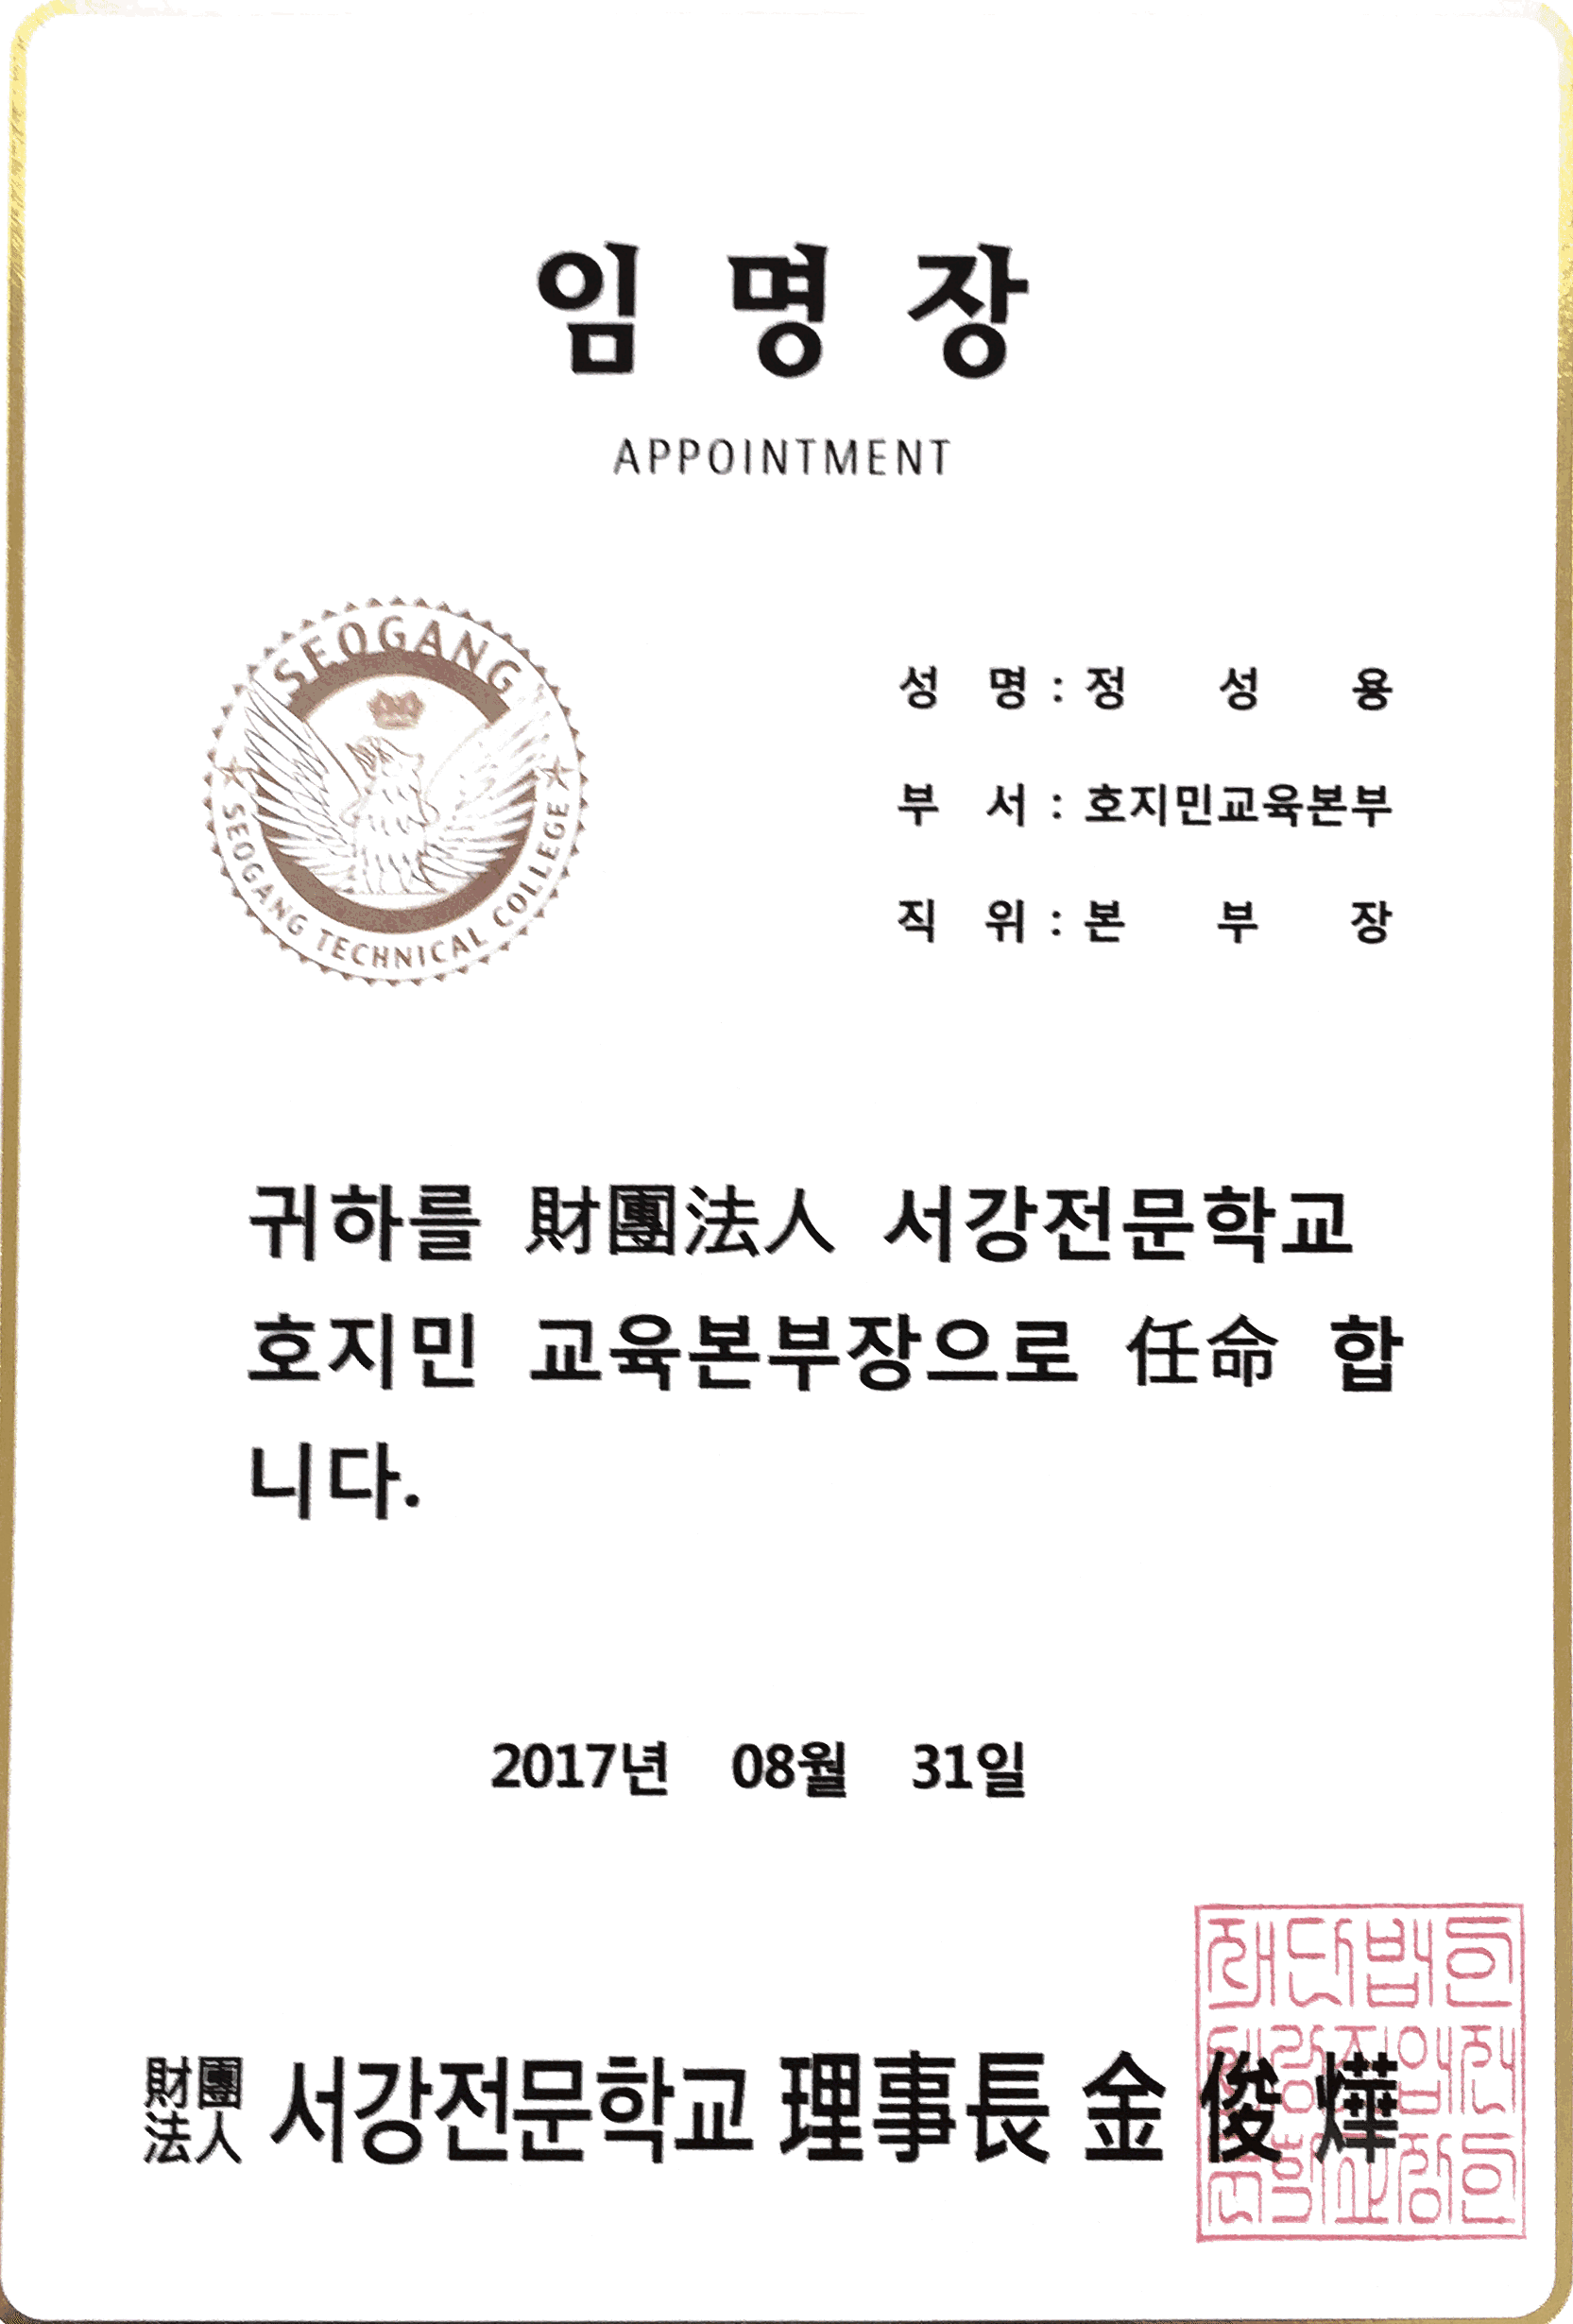 임 명 장
APPOINTMENT
SEOGANG
SEOGANG TECHNICAL COLLEGE
성 명 : 정 성 용
부 서 : 호지민교육본부
직 위 : 본 부 장
귀하를 財團法人 서강전문학교
호지민 교육본부장으로 任命 합
니다.
2017년 08월 31일
財團法人 서강전문학교 理事長 金 俊 燁
재단법인